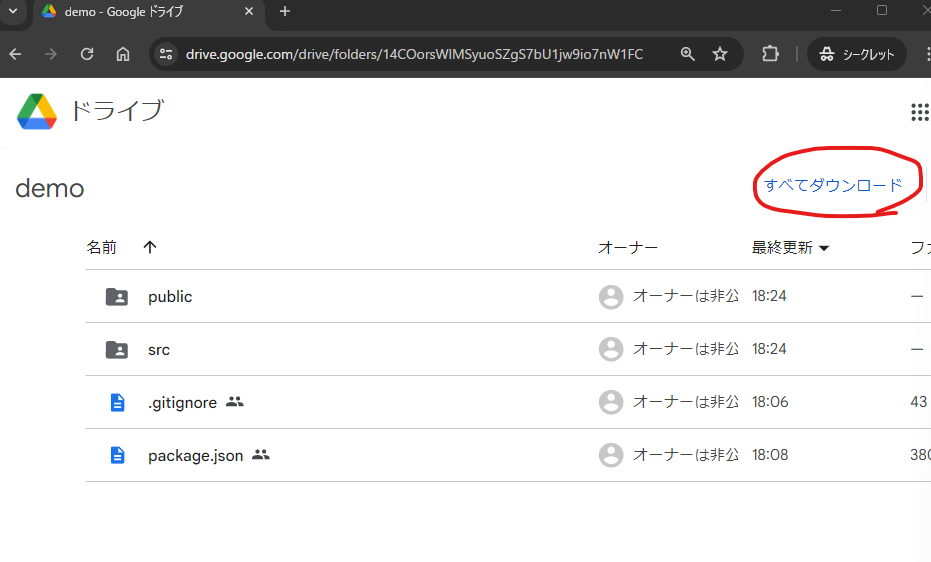 demo - Google ドライブ
drive.google.com/drive/folders/14COorsWlMSyuoSZgS7bU1jw9io7nW1FC
シークレット
ドライブ
demo
すべてダウンロード
名前 オーナー 最終更新 ファ
public オーナーは非公 18:24 —
src オーナーは非公 18:24 —
.gitignore オーナーは非公 18:06 43
package.json オーナーは非公 18:08 380